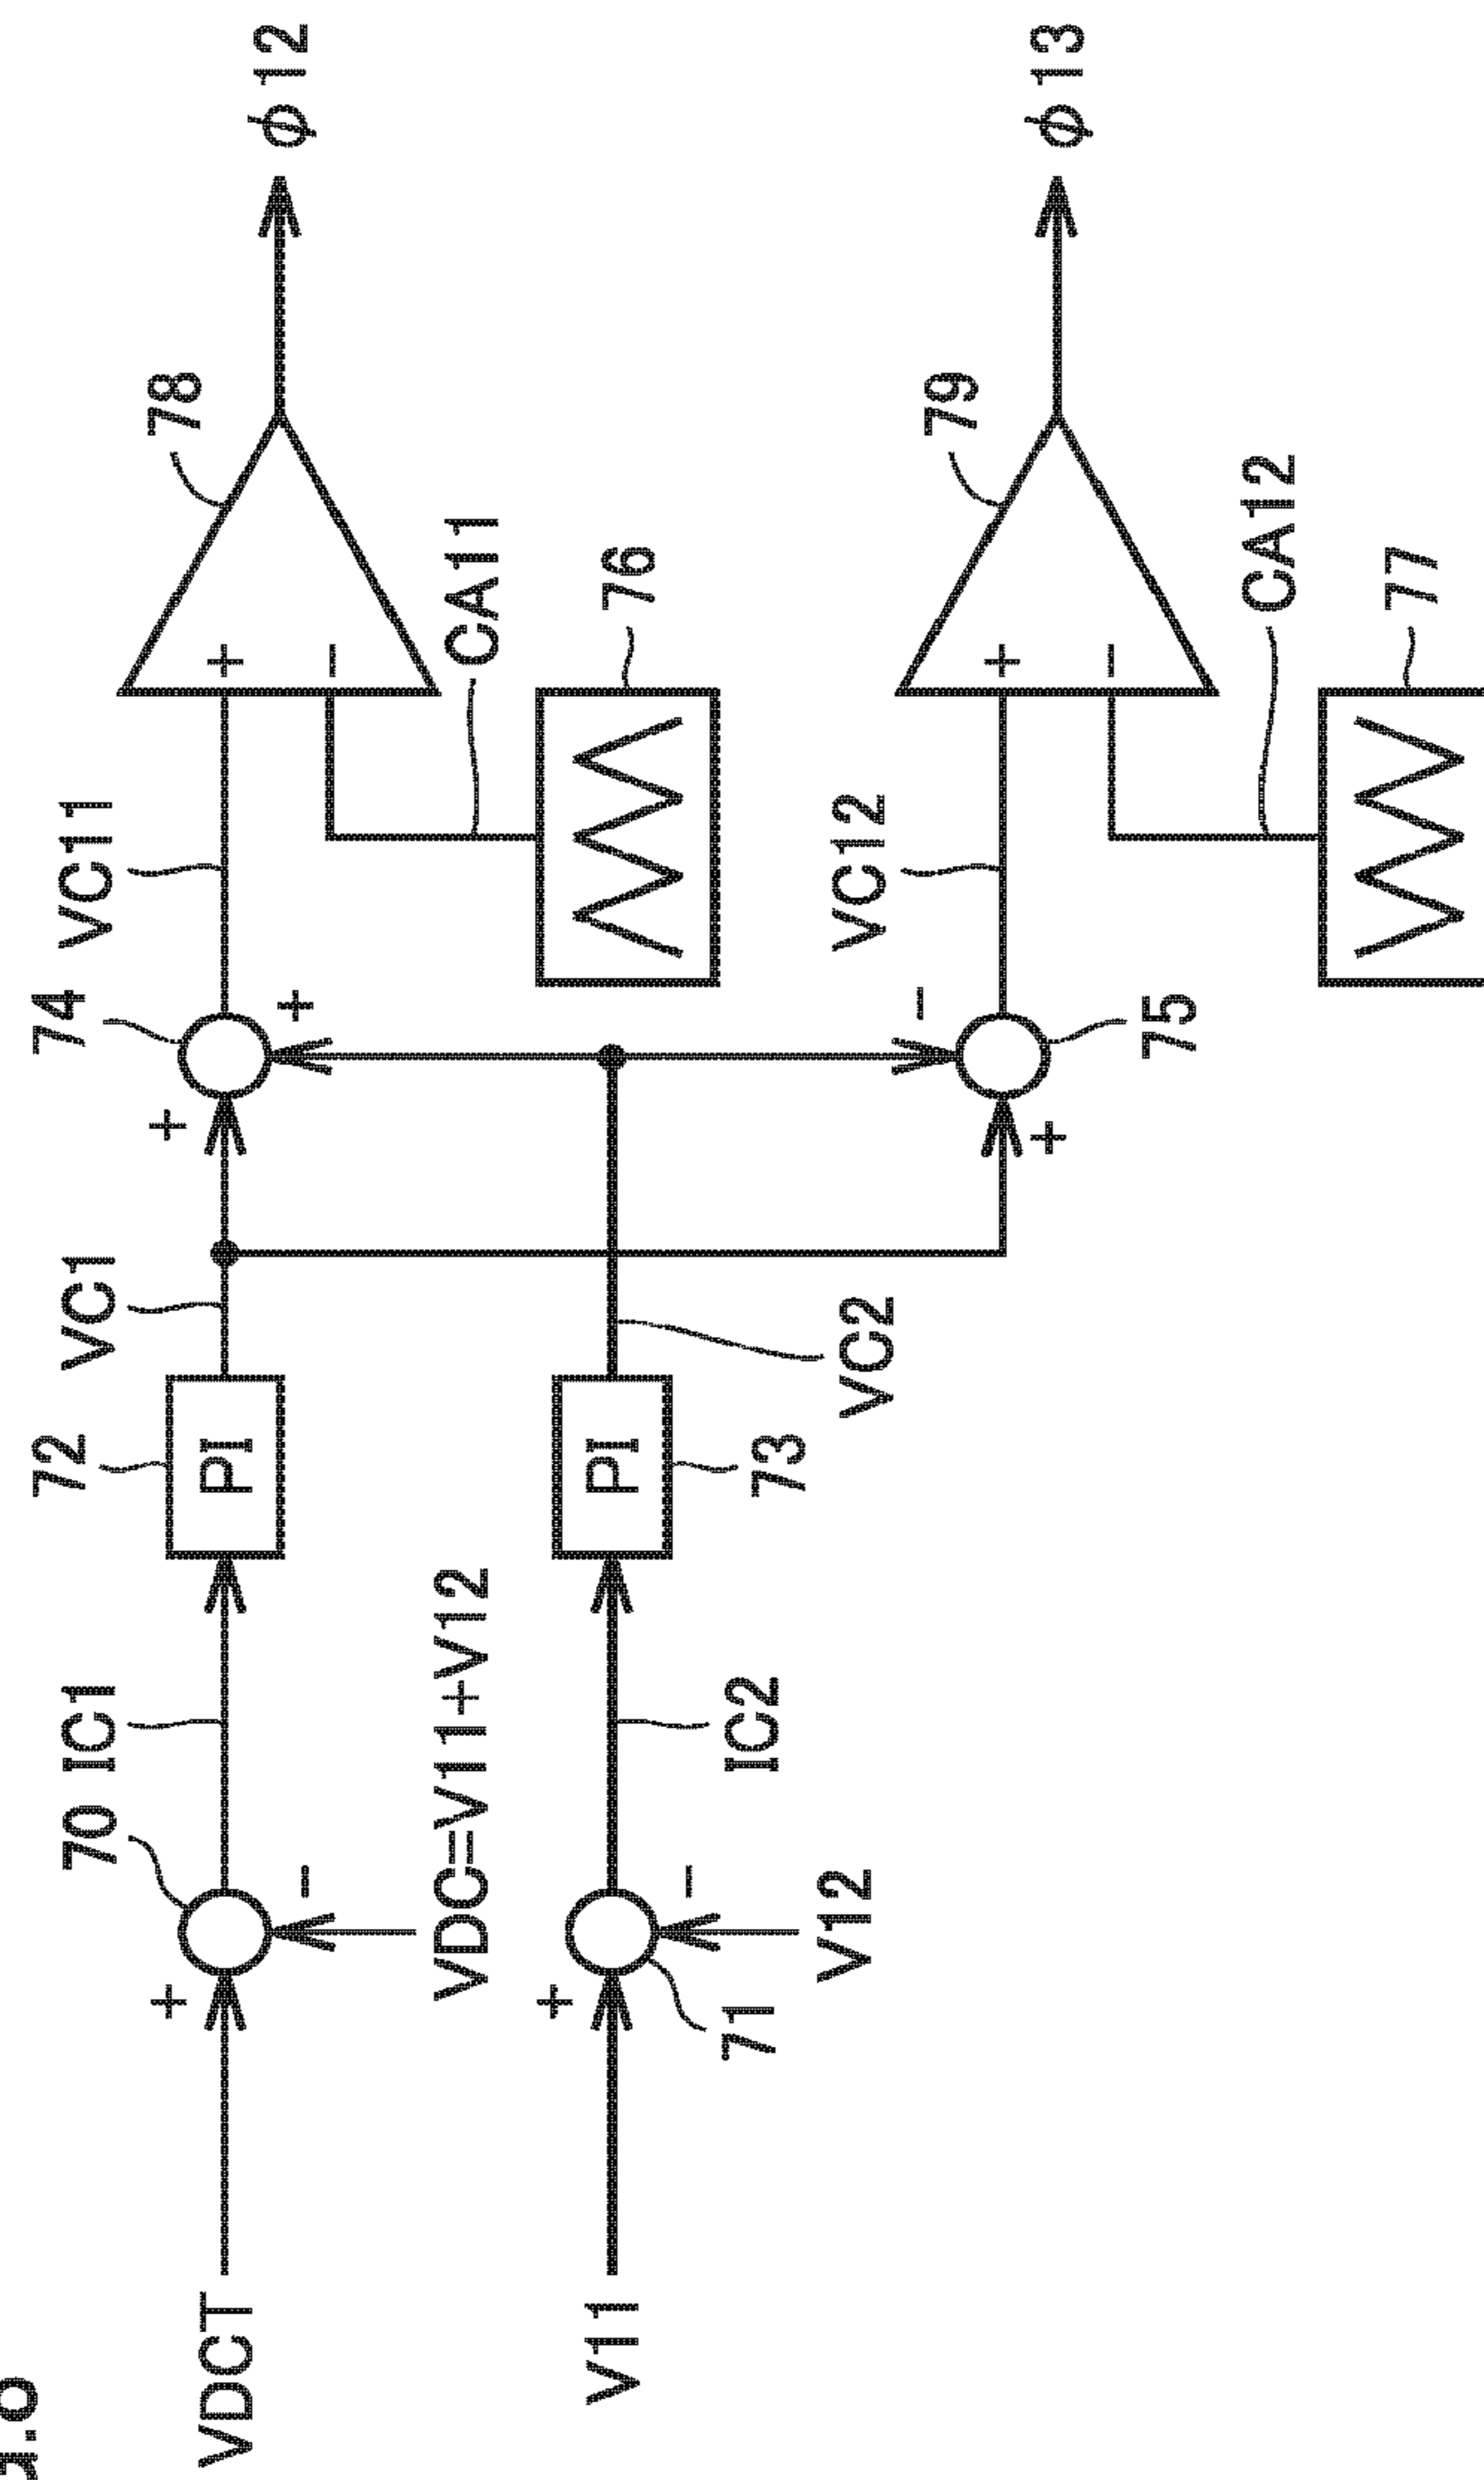 VDCT
+
-
70
IC1
VDC=V11+V12
72
PI
VC1
74
+
+
VC11
+
-
78
φ12
CA11
76
V11
+
-
71
V12
IC2
PI
73
VC2
-
+
75
VC12
+
-
79
φ13
CA12
77